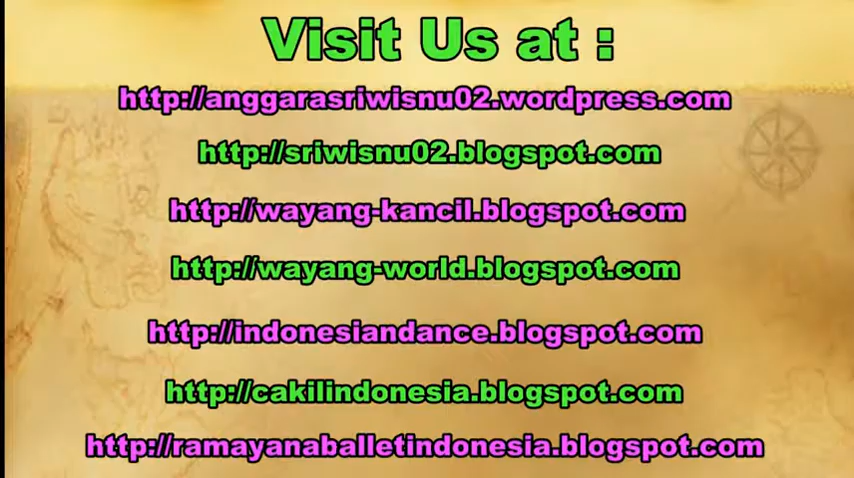 Visit Us at :
http://anggarasriwisnu02.wordpress.com
http://sriwisnu02.blogspot.com
http://wayang-kancil.blogspot.com
http://wayang-world.blogspot.com
http://indonesiandance.blogspot.com
http://cakilindonesia.blogspot.com
http://ramayanaballetindonesia.blogspot.com